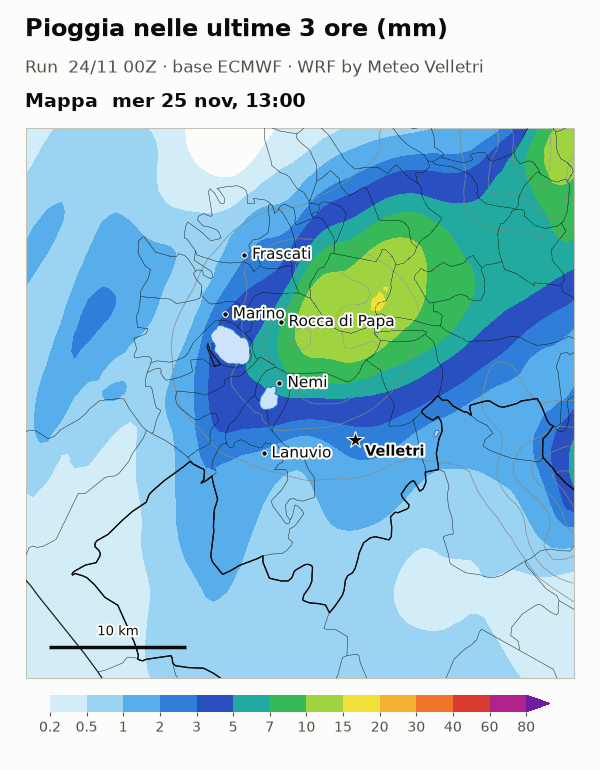 Pioggia nelle ultime 3 ore (mm)
Run 24/11 00Z · base ECMWF · WRF by Meteo Velletri
Mappa mer 25 nov, 13:00
Frascati
Marino
Rocca di Papa
Nemi
Velletri
Lanuvio
10 km
0.2 0.5 1 2 3 5 7 10 15 20 30 40 60 80